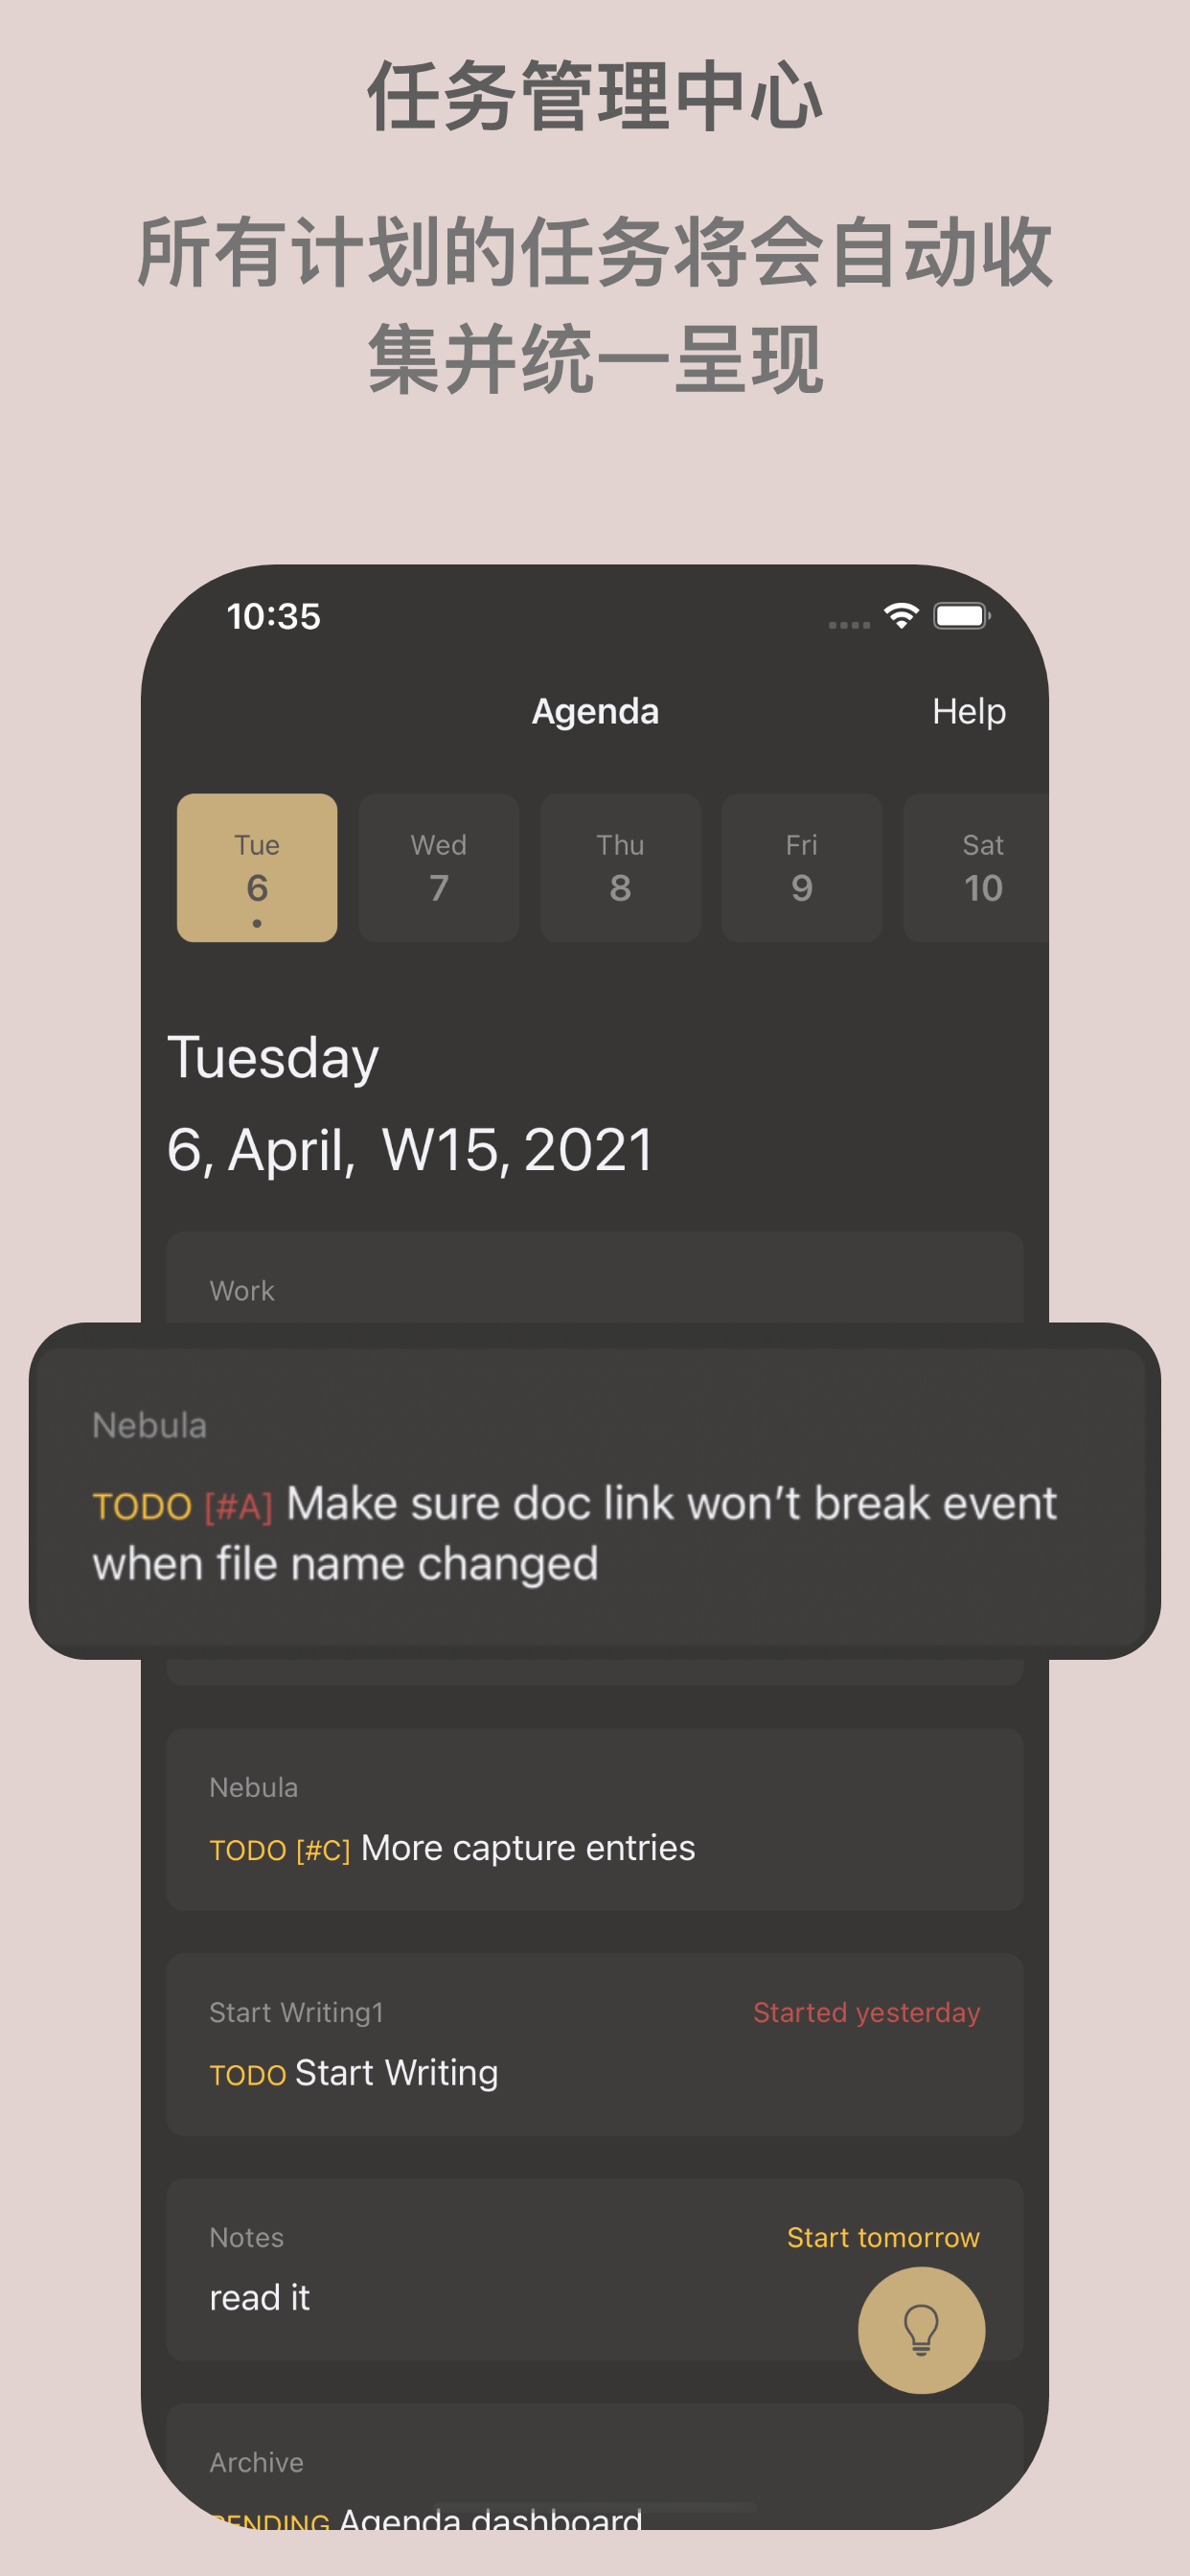 任务管理中心
所有计划的任务将会自动收
集并统一呈现
10:35
Agenda Help
Tue Wed Thu Fri Sat
6 7 8 9 10
Tuesday
6, April, W15, 2021
Work
Nebula
TODO [#A] Make sure doc link won’t break event
when file name changed
Nebula
TODO [#C] More capture entries
Start Writing1 Started yesterday
TODO Start Writing
Notes Start tomorrow
read it
Archive
PENDING Agenda dashboard